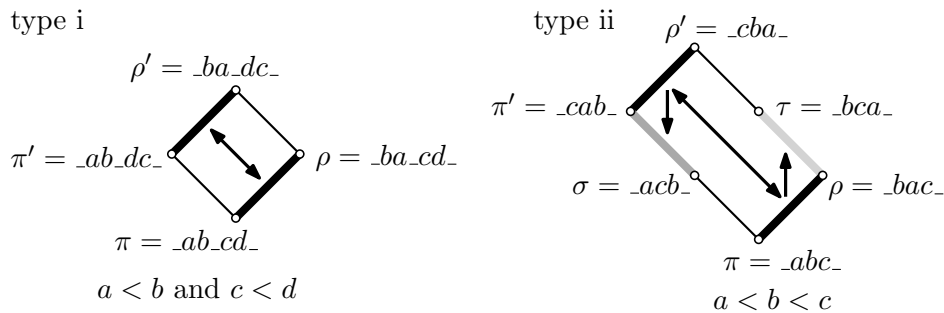 type i
type ii
ρ′ = _cba_
ρ′ = _ba_dc_
π′ = _cab_
τ = _bca_
π′ = _ab_dc_
ρ = _ba_cd_
σ = _acb_
ρ = _bac_
π = _ab_cd_
π = _abc_
a < b and c < d
a < b < c